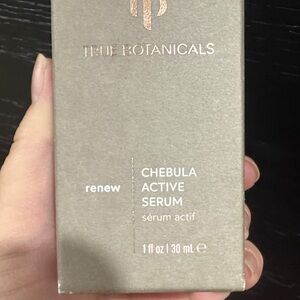 TRUE BOTANICALS
renew
CHEBULA
ACTIVE
SERUM
sérum actif
1 fl oz | 30 mL ℮